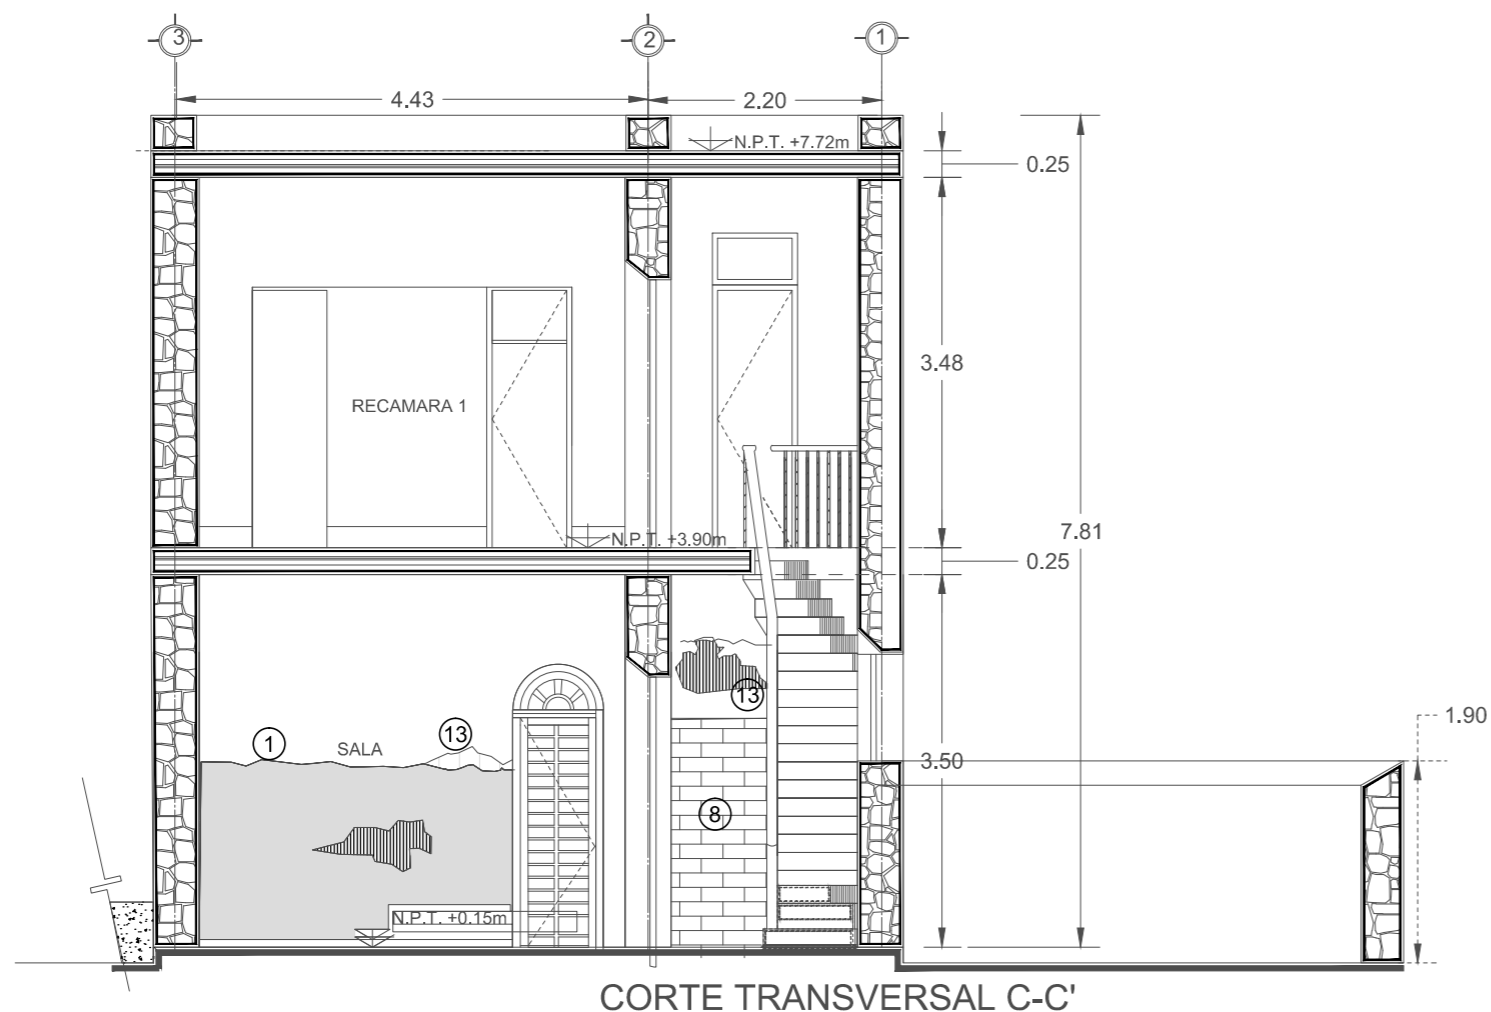 3 2 1
4.43 2.20
N.P.T. +7.72m
0.25
3.48
RECAMARA 1
7.81
N.P.T. +3.90m
0.25
13
1.90
1 SALA 13
3.50
8
N.P.T. +0.15m
CORTE TRANSVERSAL C-C'